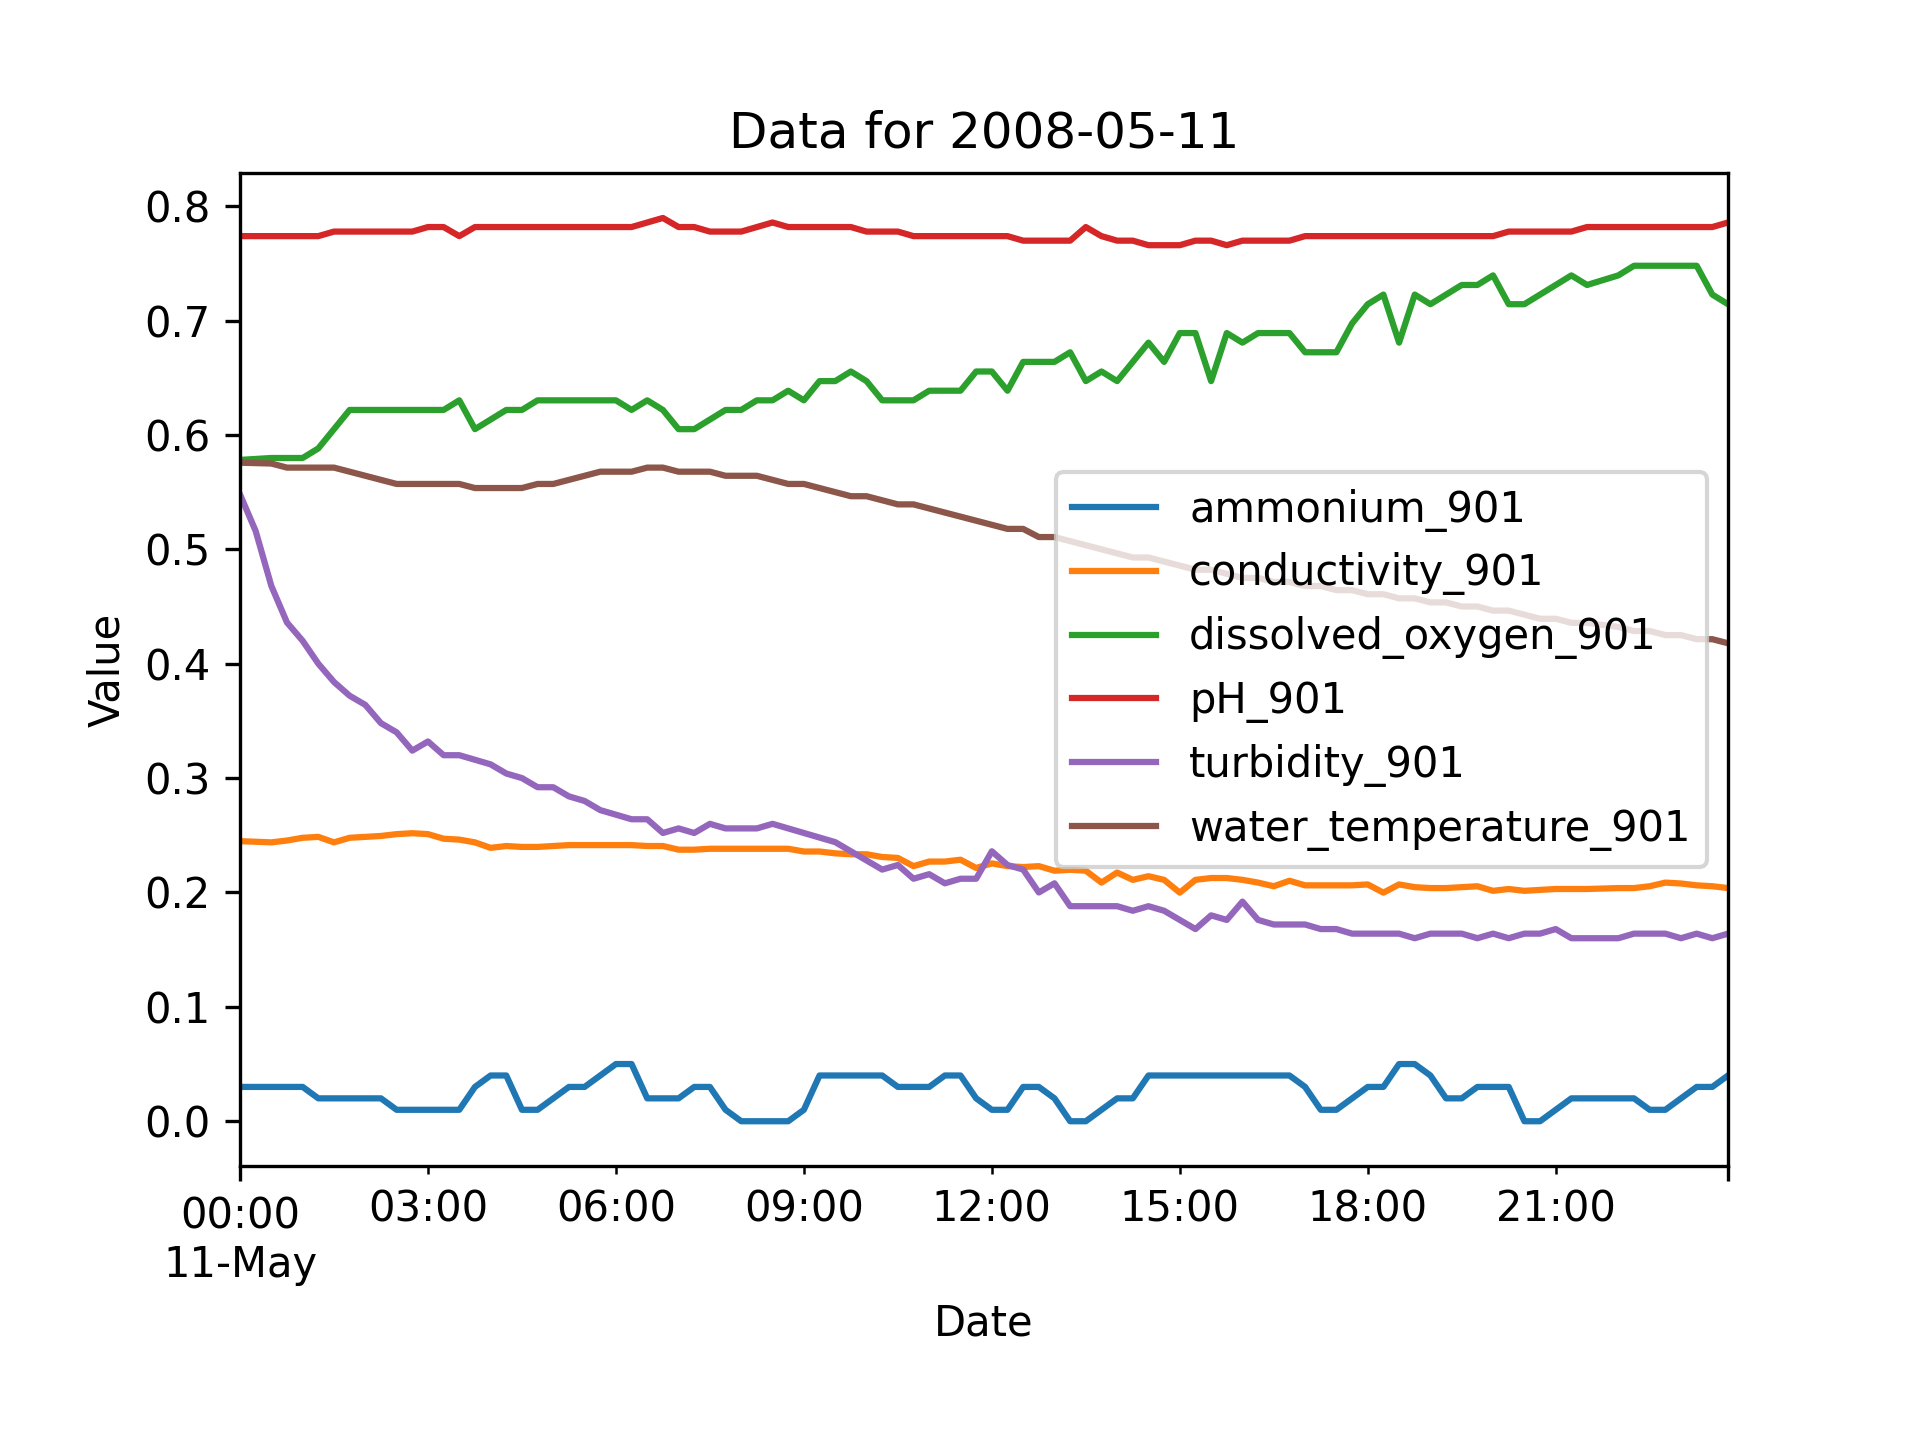 Data for 2008-05-11
Value
0.8
0.7
0.6
0.5
0.4
0.3
0.2
0.1
0.0
ammonium_901
conductivity_901
dissolved_oxygen_901
pH_901
turbidity_901
water_temperature_901
00:00 03:00 06:00 09:00 12:00 15:00 18:00 21:00
11-May
Date